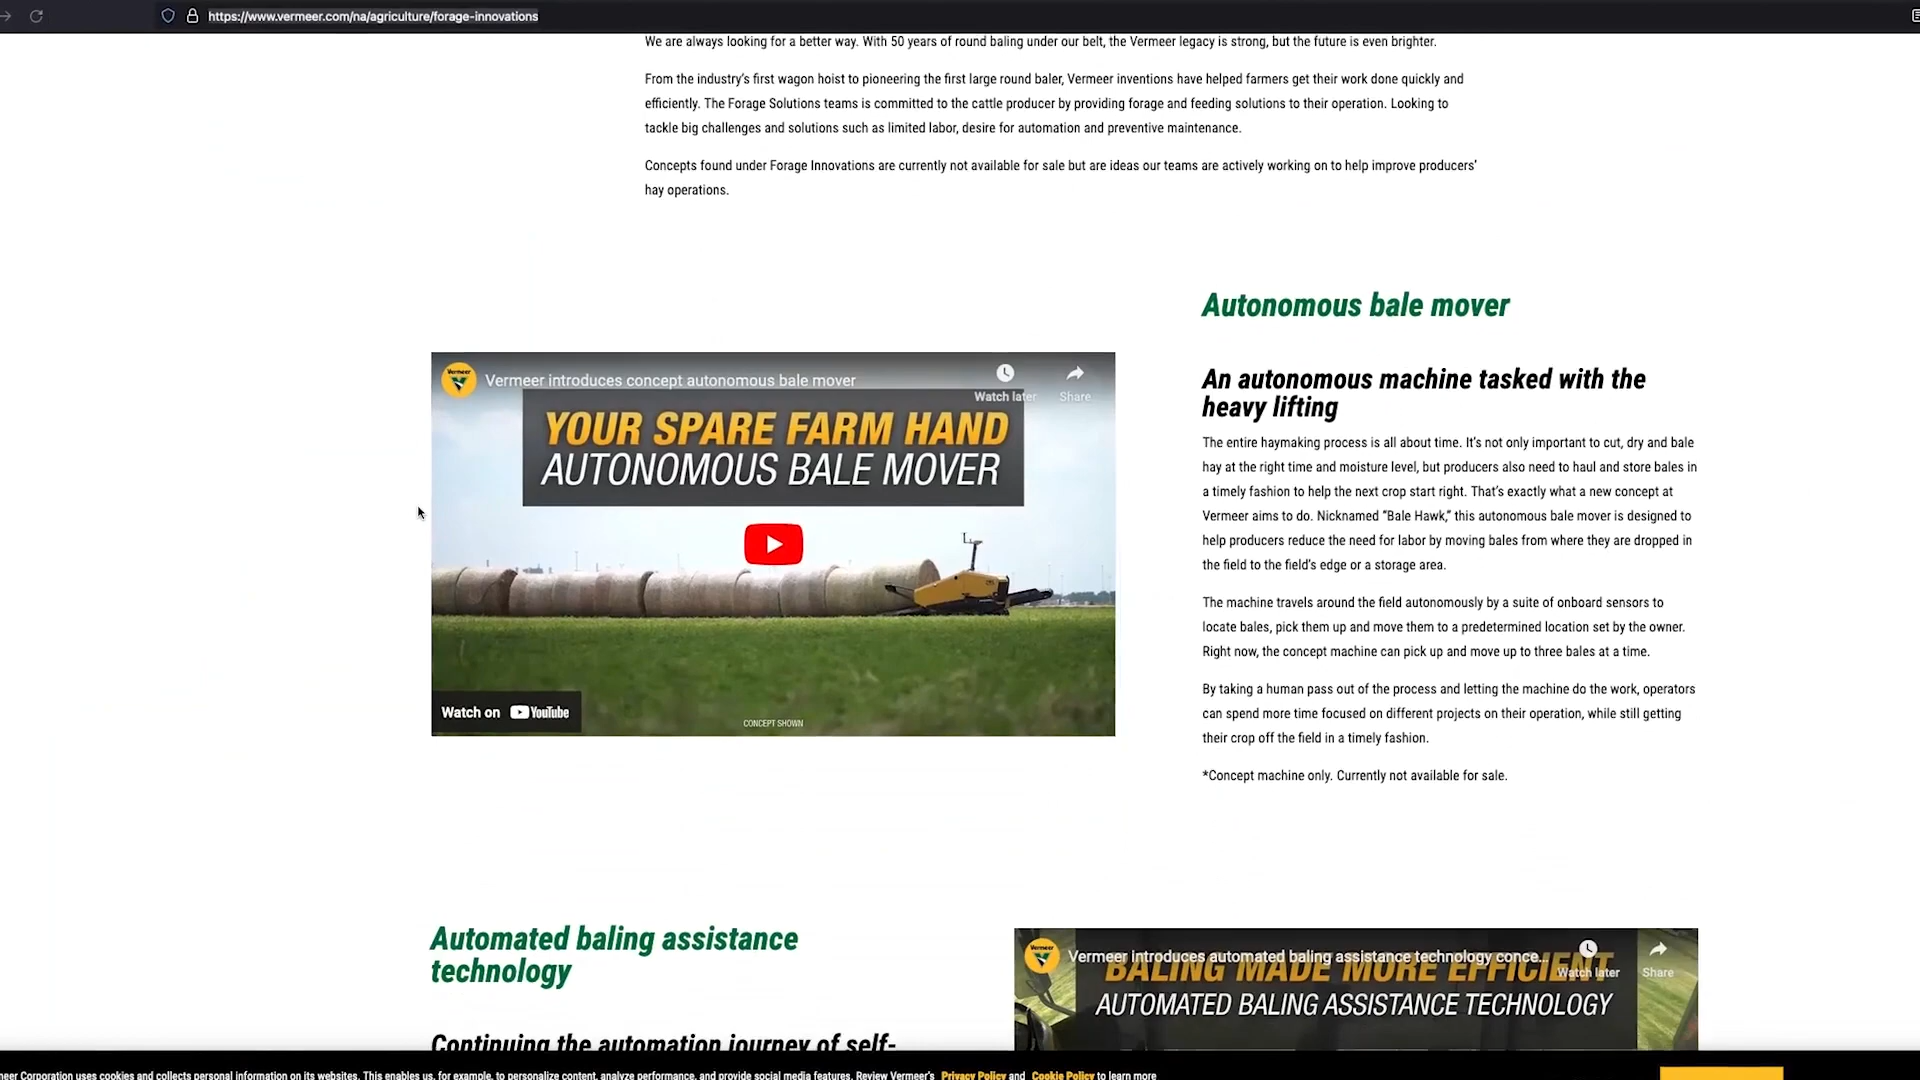 https://www.vermeer.com/na/agriculture/forage-innovations
We are always looking for a better way. With 50 years of round baling under our belt, the Vermeer legacy is strong, but the future is even brighter.
From the industry's first wagon hoist to pioneering the first large round baler, Vermeer inventions have helped farmers get their work done quickly and
efficiently. The Forage Solutions teams is committed to the cattle producer by providing forage and feeding solutions to their operation. Looking to
tackle big challenges and solutions such as limited labor, desire for automation and preventive maintenance.
Concepts found under Forage Innovations are currently not available for sale but are ideas our teams are actively working on to help improve producers'
hay operations.
Vermeer
Vermeer introduces concept autonomous bale mover
Watch later
Share
YOUR SPARE FARM HAND
AUTONOMOUS BALE MOVER
Watch on YouTube
CONCEPT SHOWN
Autonomous bale mover
An autonomous machine tasked with the
heavy lifting
The entire haymaking process is all about time. It's not only important to cut, dry and bale
hay at the right time and moisture level, but producers also need to haul and store bales in
a timely fashion to help the next crop start right. That's exactly what a new concept at
Vermeer aims to do. Nicknamed "Bale Hawk," this autonomous bale mover is designed to
help producers reduce the need for labor by moving bales from where they are dropped in
the field to the field's edge or a storage area.
The machine travels around the field autonomously by a suite of onboard sensors to
locate bales, pick them up and move them to a predetermined location set by the owner.
Right now, the concept machine can pick up and move up to three bales at a time.
By taking a human pass out of the process and letting the machine do the work, operators
can spend more time focused on different projects on their operation, while still getting
their crop off the field in a timely fashion.
*Concept machine only. Currently not available for sale.
Automated baling assistance
technology
Continuing the automation journey of self-
Vermeer
Vermeer introduces automated baling assistance technology conce...
Watch later
Share
BALING MADE MORE EFFICIENT
AUTOMATED BALING ASSISTANCE TECHNOLOGY
meer Corporation uses cookies and collects personal information on its websites. This enables us, for example, to personalize content, analyze performance, and provide social media features. Review Vermeer's Privacy Policy and Cookie Policy to learn more